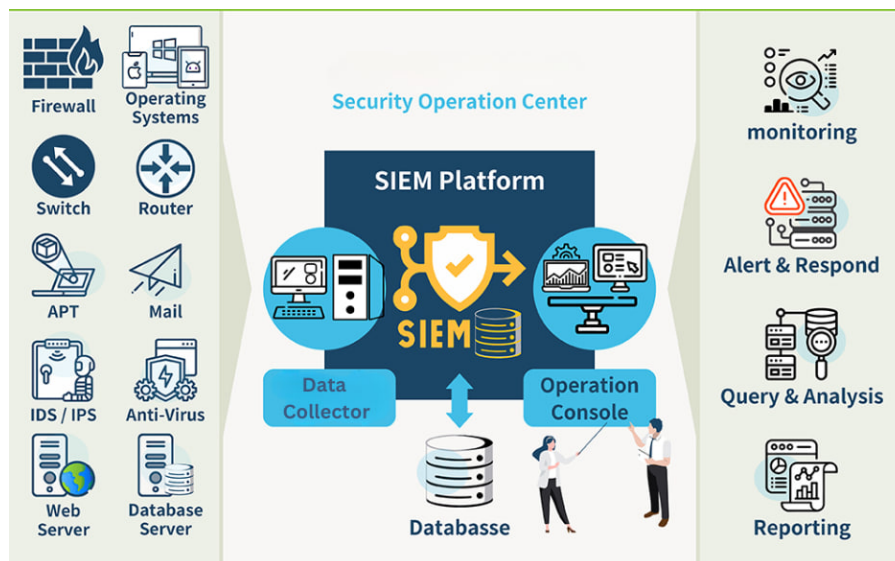 Firewall
Operating
Systems
Switch
Router
APT
Mail
IDS / IPS
Anti-Virus
Web
Server
Database
Server
Security Operation Center
SIEM Platform
SIEM
Data
Collector
Operation
Console
Databasse
monitoring
Alert & Respond
Query & Analysis
Reporting